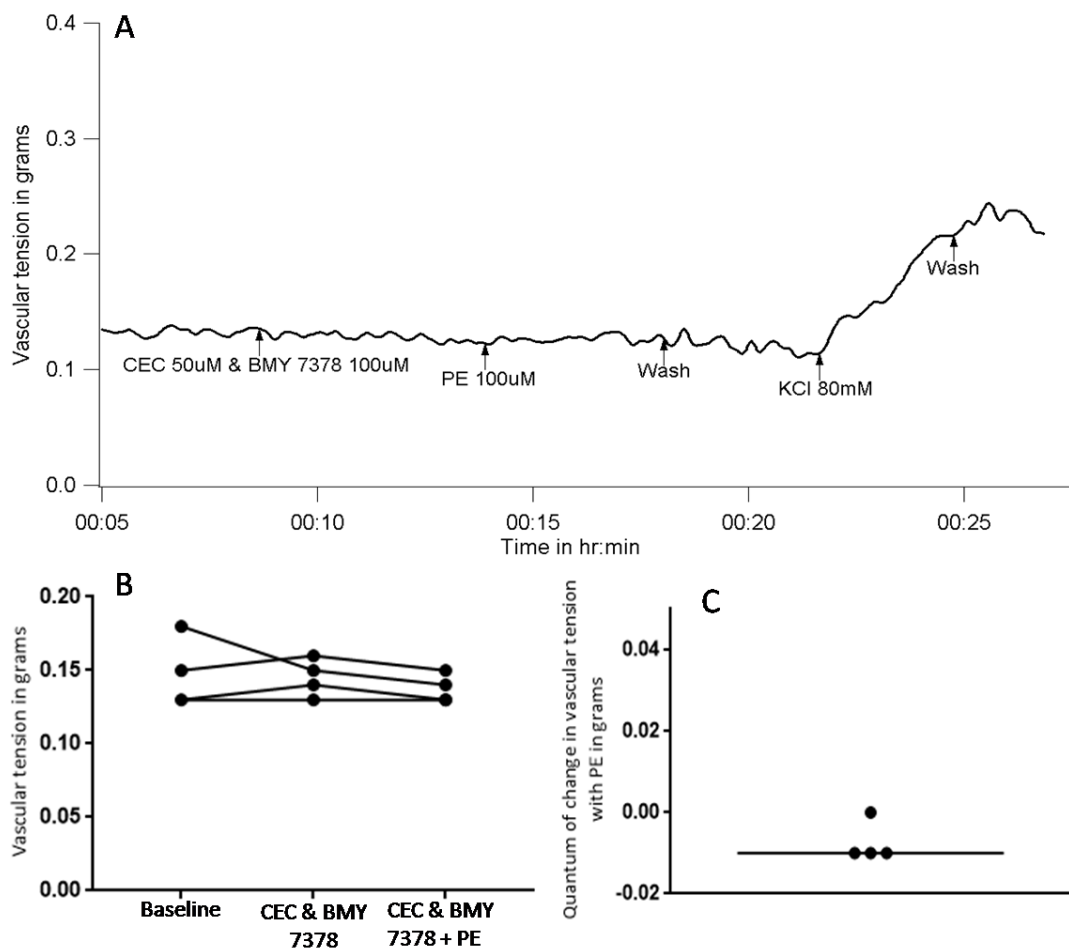 A
0.4
0.3
0.2
0.1
0.0
Vascular tension in grams
CEC 50uM & BMY 7378 100uM
PE 100uM
Wash
KCl 80mM
Wash
00:05
00:10
00:15
00:20
00:25
Time in hr:min
B
0.20
0.15
0.10
0.05
0.00
Vascular tension in grams
Baseline
CEC & BMY
7378
CEC & BMY
7378 + PE
C
Quantum of change in vascular tension
with PE in grams
0.04
0.02
0.00
-0.02